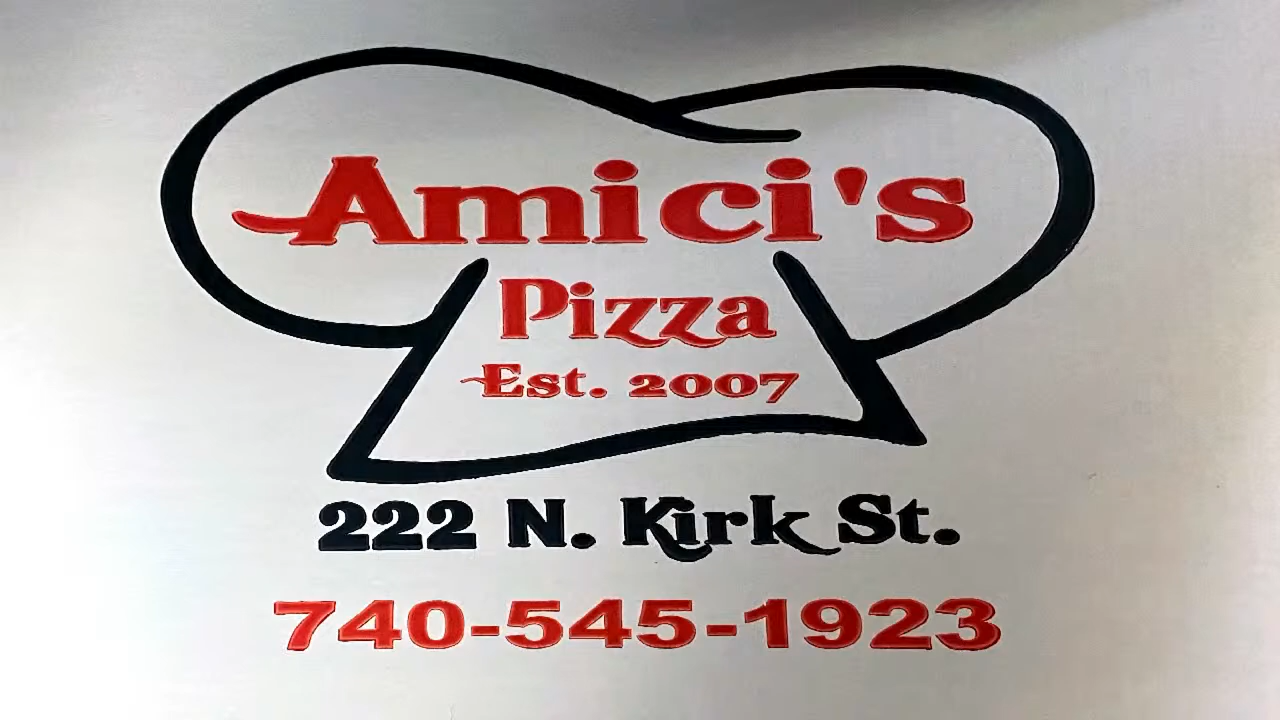 Amici's
Pizza
Est. 2007
222 N. Kirk St.
740-545-1923